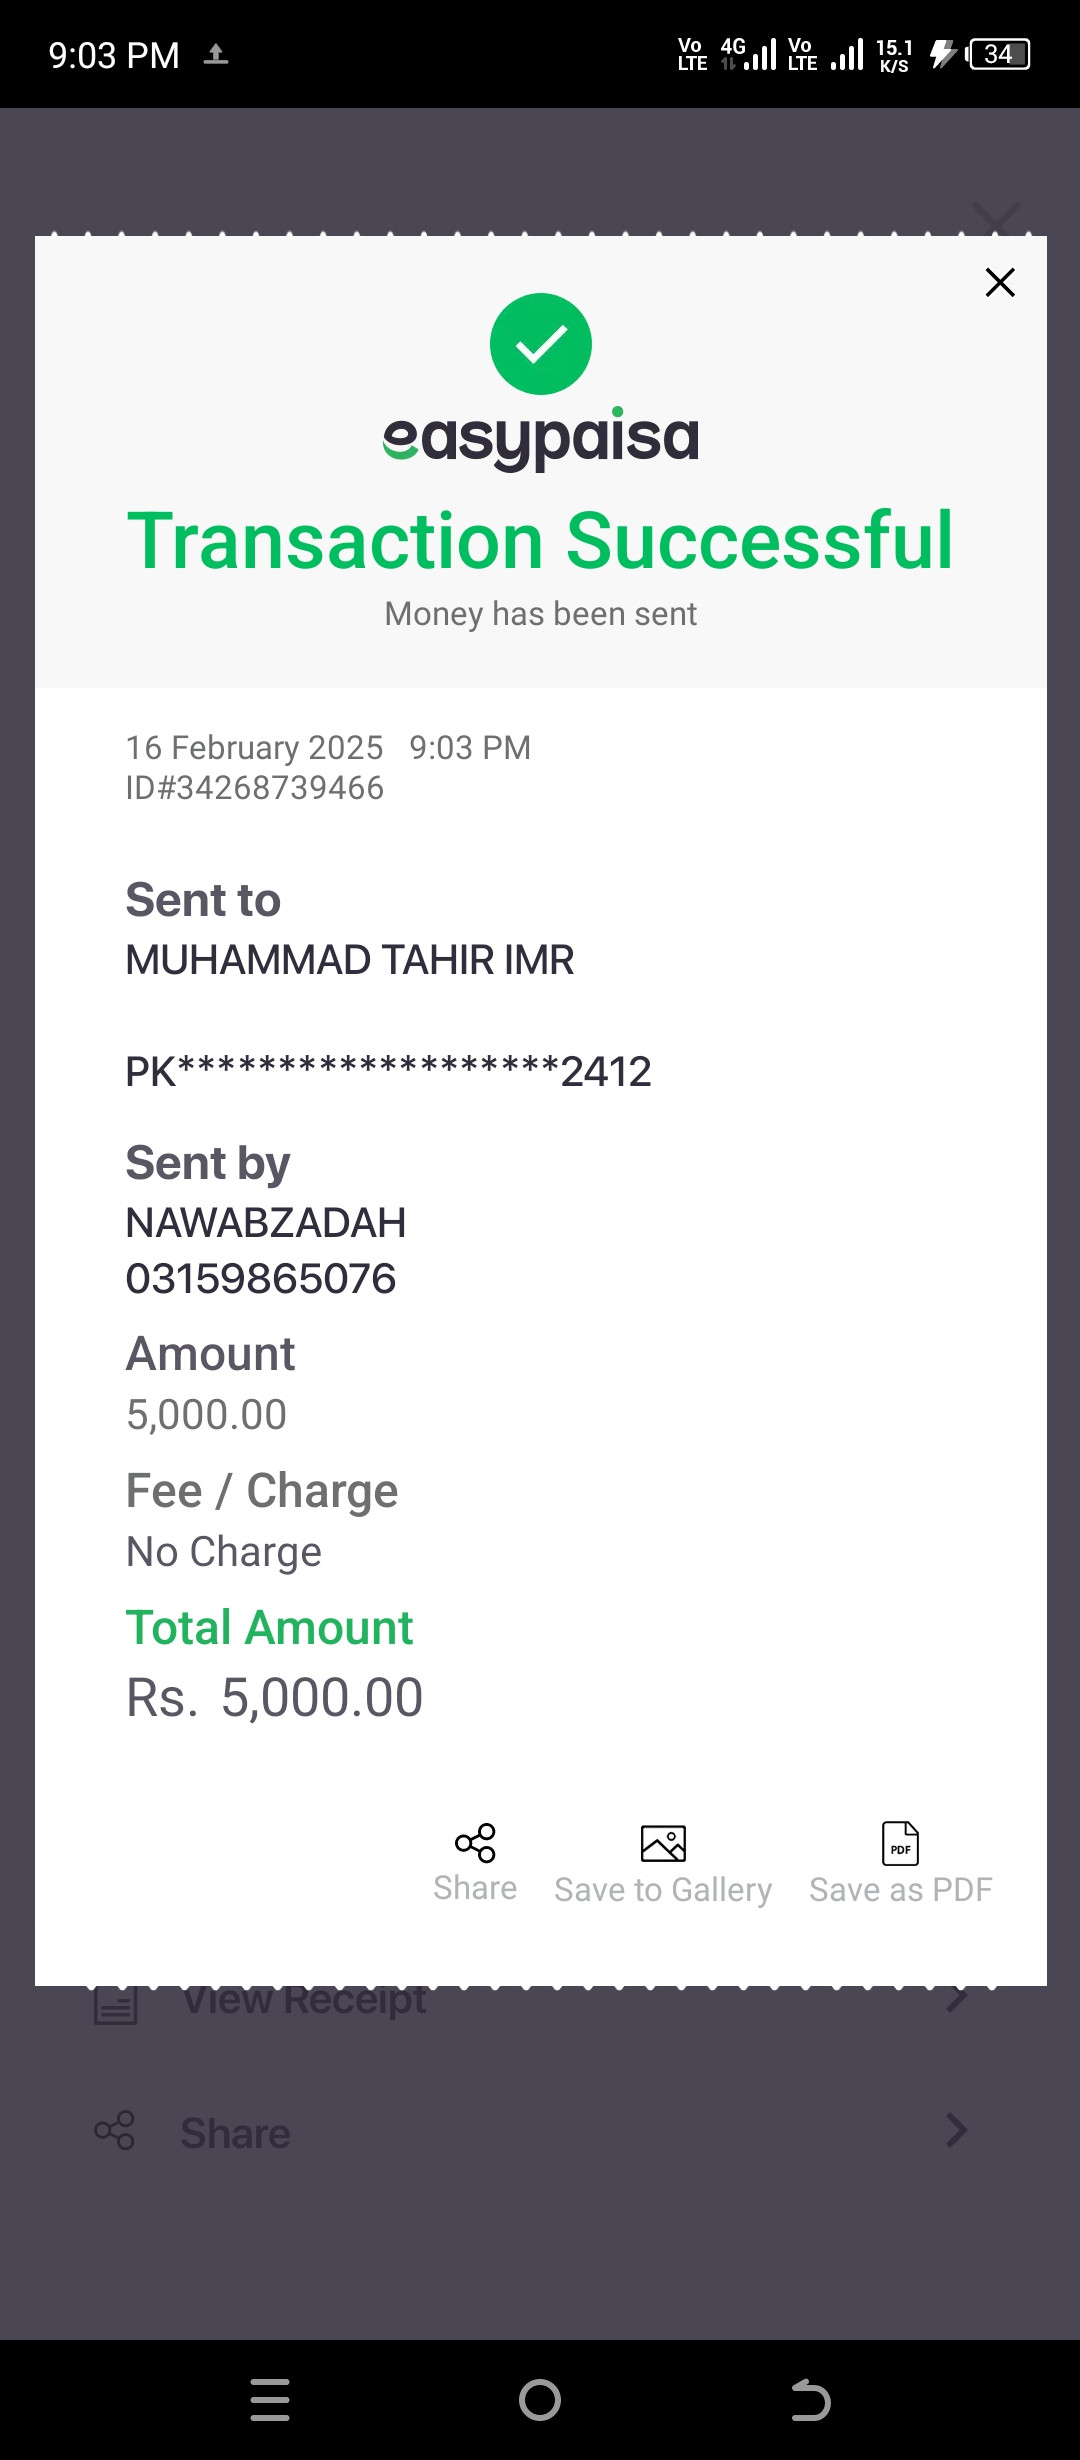 9:03 PM
Vo LTE 4G Vo LTE 15.1 K/S 34
easypaisa
Transaction Successful
Money has been sent
16 February 2025 9:03 PM
ID#34268739466
Sent to
MUHAMMAD TAHIR IMR
PK*******************2412
Sent by
NAWABZADAH
03159865076
Amount
5,000.00
Fee / Charge
No Charge
Total Amount
Rs. 5,000.00
PDF
Share Save to Gallery Save as PDF
View Receipt
Share